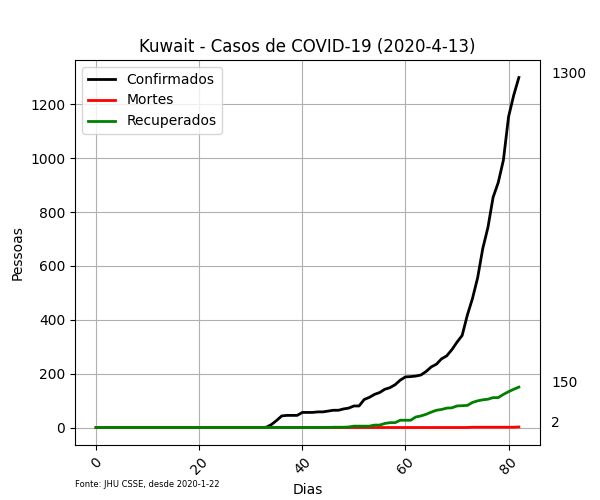 Kuwait - Casos de COVID-19 (2020-4-13)
Confirmados
Mortes
Recuperados
1300
150
2
Pessoas
1200
1000
800
600
400
200
0
0 20 40 60 80
Dias
Fonte: JHU CSSE, desde 2020-1-22